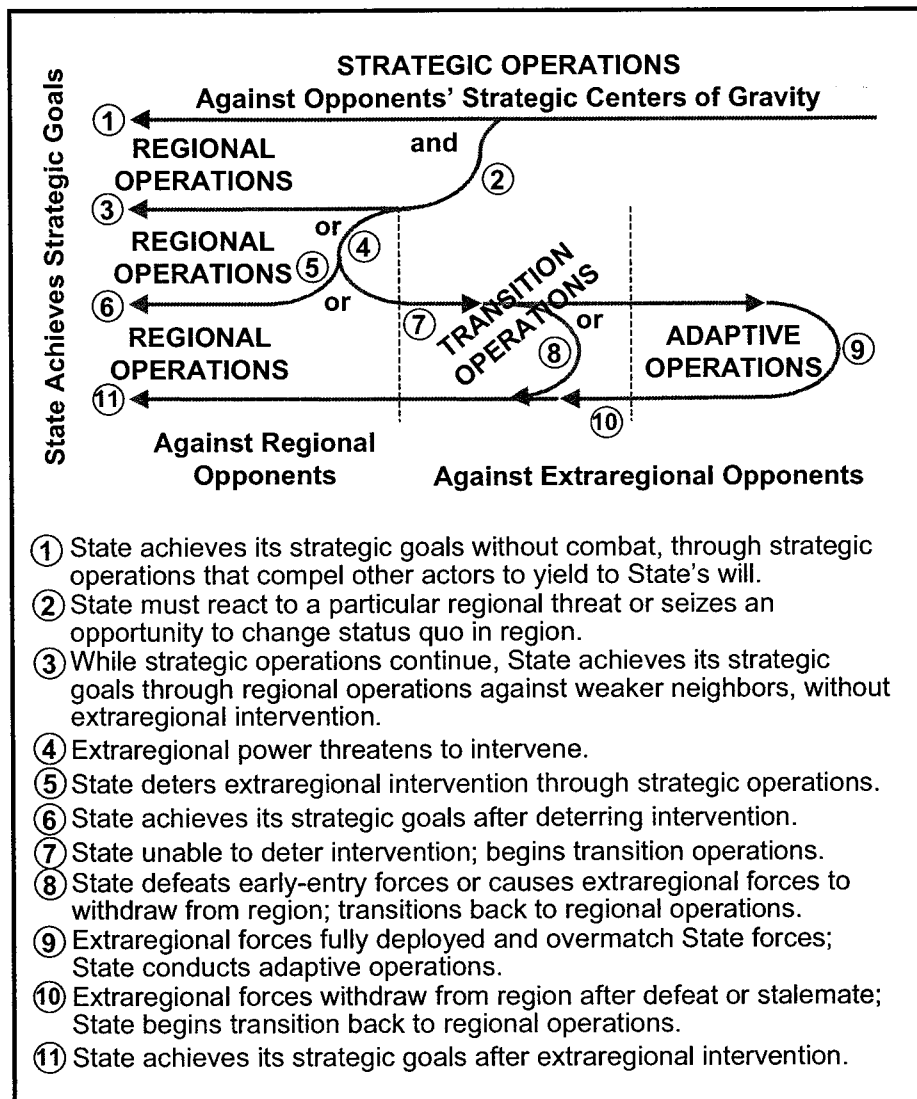 STRATEGIC OPERATIONS
Against Opponents' Strategic Centers of Gravity
State Achieves Strategic Goals
①
and
REGIONAL
OPERATIONS
②
③
or
④
REGIONAL
OPERATIONS
⑤
⑥
or
⑦
TRANSITION
OPERATIONS
or
⑧
ADAPTIVE
OPERATIONS
⑨
REGIONAL
OPERATIONS
⑪
⑩
Against Regional
Opponents
Against Extraregional Opponents
① State achieves its strategic goals without combat, through strategic
operations that compel other actors to yield to State's will.
② State must react to a particular regional threat or seizes an
opportunity to change status quo in region.
③ While strategic operations continue, State achieves its strategic
goals through regional operations against weaker neighbors, without
extraregional intervention.
④ Extraregional power threatens to intervene.
⑤ State deters extraregional intervention through strategic operations.
⑥ State achieves its strategic goals after deterring intervention.
⑦ State unable to deter intervention; begins transition operations.
⑧ State defeats early-entry forces or causes extraregional forces to
withdraw from region; transitions back to regional operations.
⑨ Extraregional forces fully deployed and overmatch State forces;
State conducts adaptive operations.
⑩ Extraregional forces withdraw from region after defeat or stalemate;
State begins transition back to regional operations.
⑪ State achieves its strategic goals after extraregional intervention.